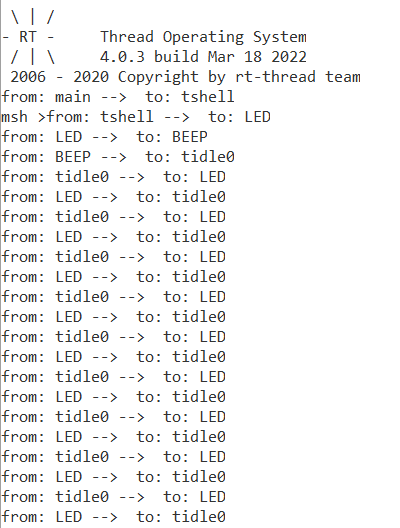 \ | /
- RT -     Thread Operating System
/ | \     4.0.3 build Mar 18 2022
2006 - 2020 Copyright by rt-thread team
from: main -->  to: tshell
msh >from: tshell -->  to: LED
from: LED -->  to: BEEP
from: BEEP -->  to: tidle0
from: tidle0 -->  to: LED
from: LED -->  to: tidle0
from: tidle0 -->  to: LED
from: LED -->  to: tidle0
from: tidle0 -->  to: LED
from: LED -->  to: tidle0
from: tidle0 -->  to: LED
from: LED -->  to: tidle0
from: tidle0 -->  to: LED
from: LED -->  to: tidle0
from: tidle0 -->  to: LED
from: LED -->  to: tidle0
from: tidle0 -->  to: LED
from: LED -->  to: tidle0
from: tidle0 -->  to: LED
from: LED -->  to: tidle0
from: tidle0 -->  to: LED
from: LED -->  to: tidle0